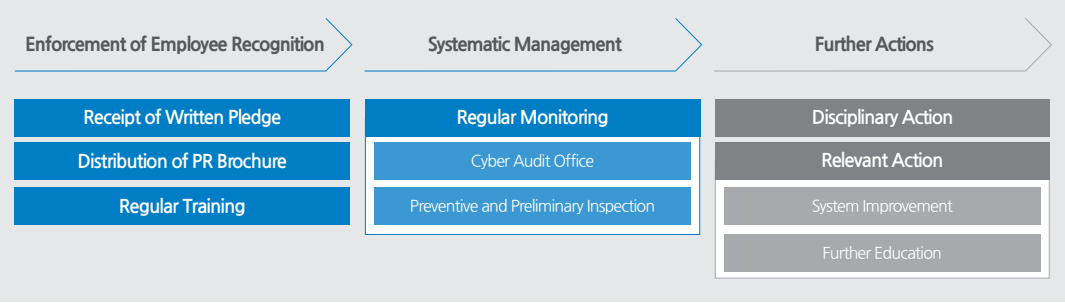 Enforcement of Employee Recognition
Systematic Management
Further Actions
Receipt of Written Pledge
Distribution of PR Brochure
Regular Training
Regular Monitoring
Cyber Audit Office
Preventive and Preliminary Inspection
Disciplinary Action
Relevant Action
System Improvement
Further Education